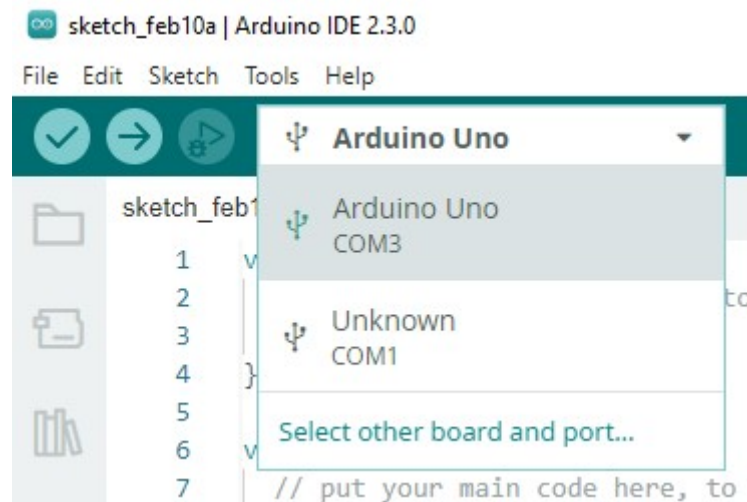 sketch_feb10a | Arduino IDE 2.3.0
File Edit Sketch Tools Help
Arduino Uno
sketch_feb1
Arduino Uno
COM3
1 v
2 to
3
Unknown
COM1
4 }
5
Select other board and port...
6 v
7 // put your main code here, to